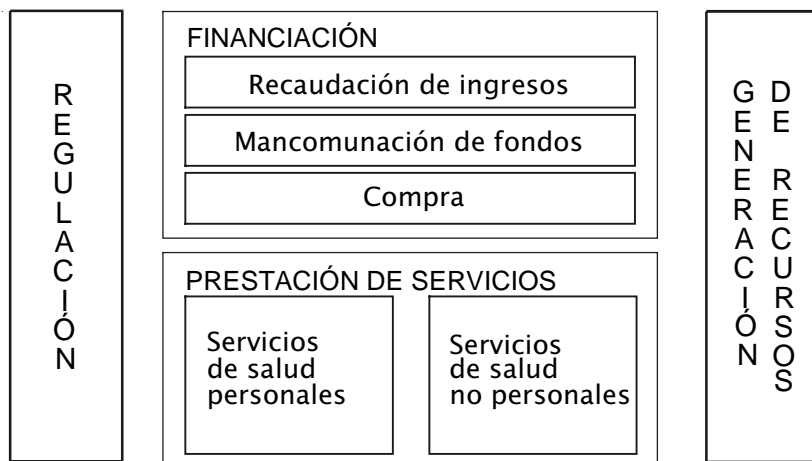 REGULACIÓN
FINANCIACIÓN
Recaudación de ingresos
Mancomunación de fondos
Compra
PRESTACIÓN DE SERVICIOS
Servicios
de salud
personales
Servicios
de salud
no personales
GENERACIÓN
DE RECURSOS